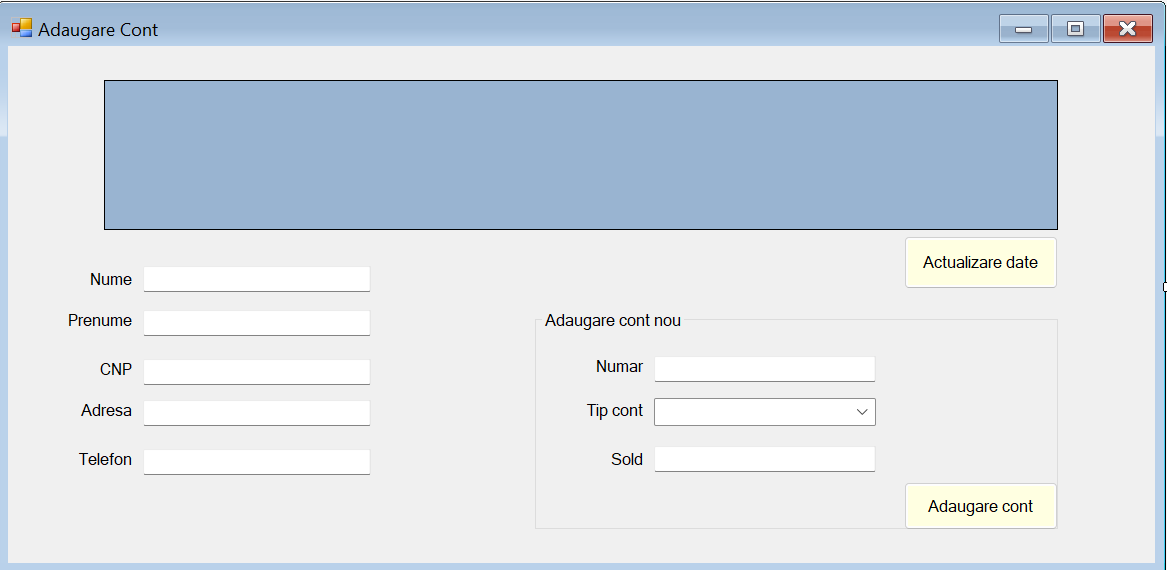 Adaugare Cont
Actualizare date
Nume
Prenume
CNP
Adresa
Telefon
Adaugare cont nou
Numar
Tip cont
Sold
Adaugare cont